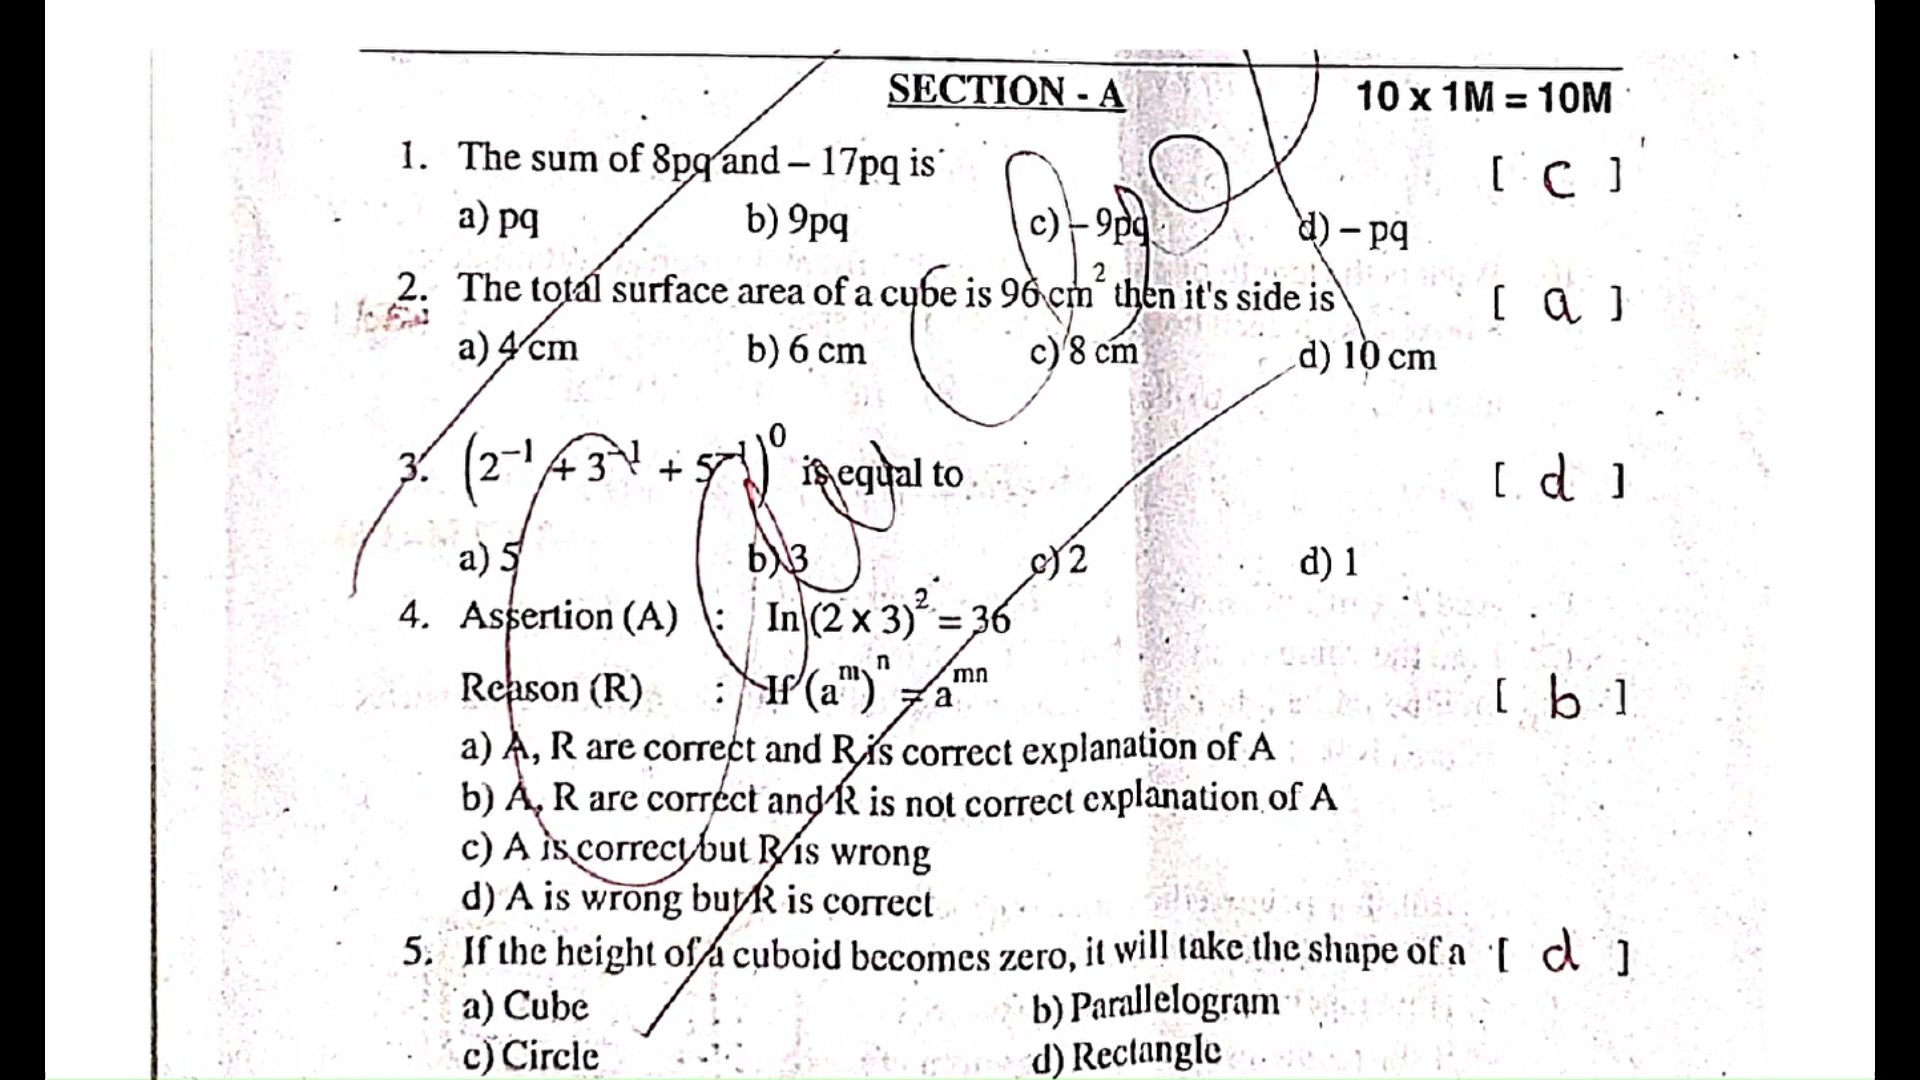 SECTION - A 10 x 1M = 10M
1. The sum of 8pq and – 17pq is [ c ]
a) pq b) 9pq c) – 9pq d) – pq
2. The total surface area of a cube is 96 cm² then it's side is [ a ]
a) 4 cm b) 6 cm c) 8 cm d) 10 cm
3. (2⁻¹ + 3⁻¹ + 5⁻¹)⁰ is equal to [ d ]
a) 5 b) 3 c) 2 d) 1
4. Assertion (A) : In (2 x 3)² = 36
Reason (R) : If (aᵐ)ⁿ = aᵐⁿ [ b ]
a) A, R are correct and R is correct explanation of A
b) A, R are correct and R is not correct explanation of A
c) A is correct but R is wrong
d) A is wrong but R is correct
5. If the height of a cuboid becomes zero, it will take the shape of a [ d ]
a) Cube b) Parallelogram
c) Circle d) Rectangle